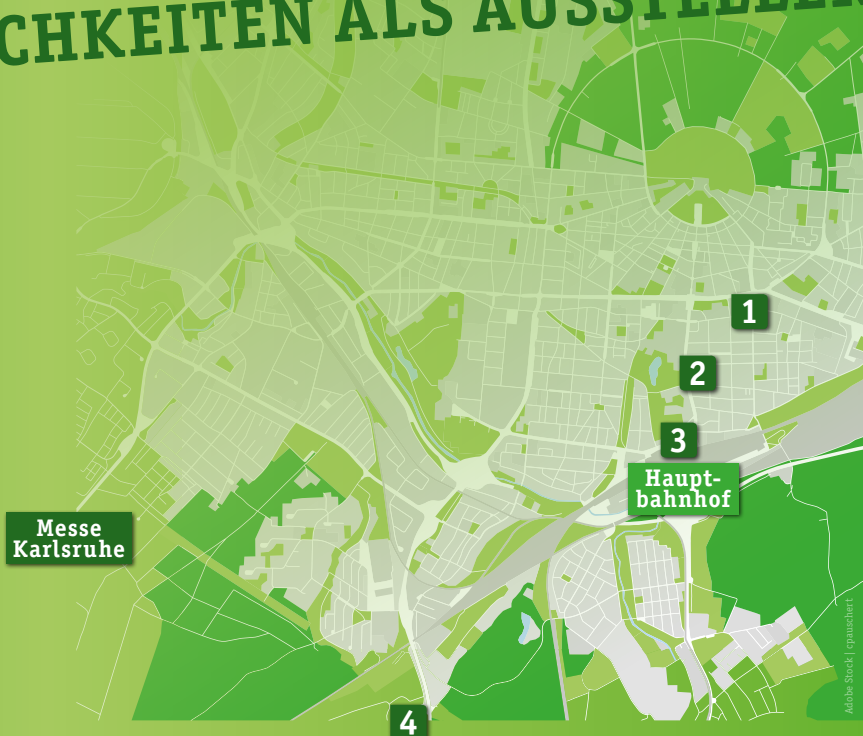 CHKEITEN ALS AUSSTELLER
1
2
3
Haupt-
bahnhof
Messe
Karlsruhe
4
Adobe Stock | cpauschert